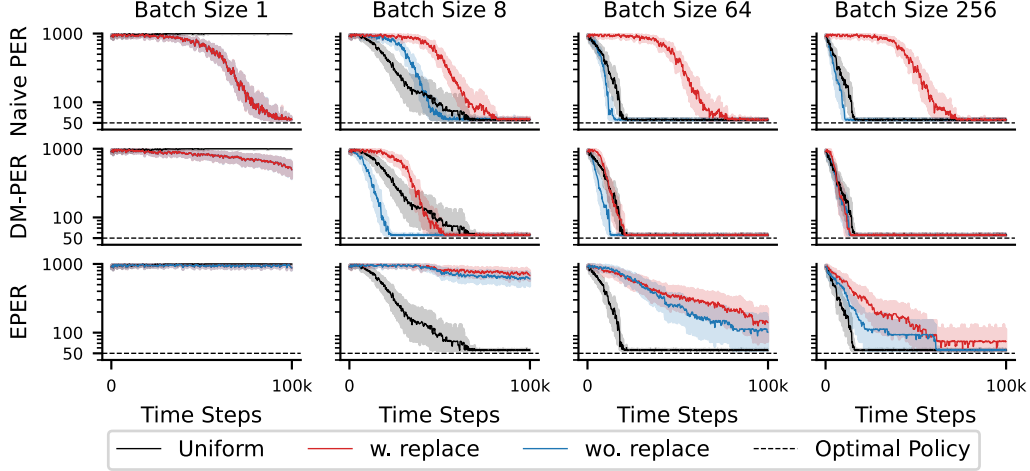 Batch Size 1 Batch Size 8 Batch Size 64 Batch Size 256
Naive PER
1000
100
50
DM-PER
1000
100
50
EPER
1000
100
50
0 100k 0 100k 0 100k 0 100k
Time Steps Time Steps Time Steps Time Steps
Uniform w. replace wo. replace Optimal Policy